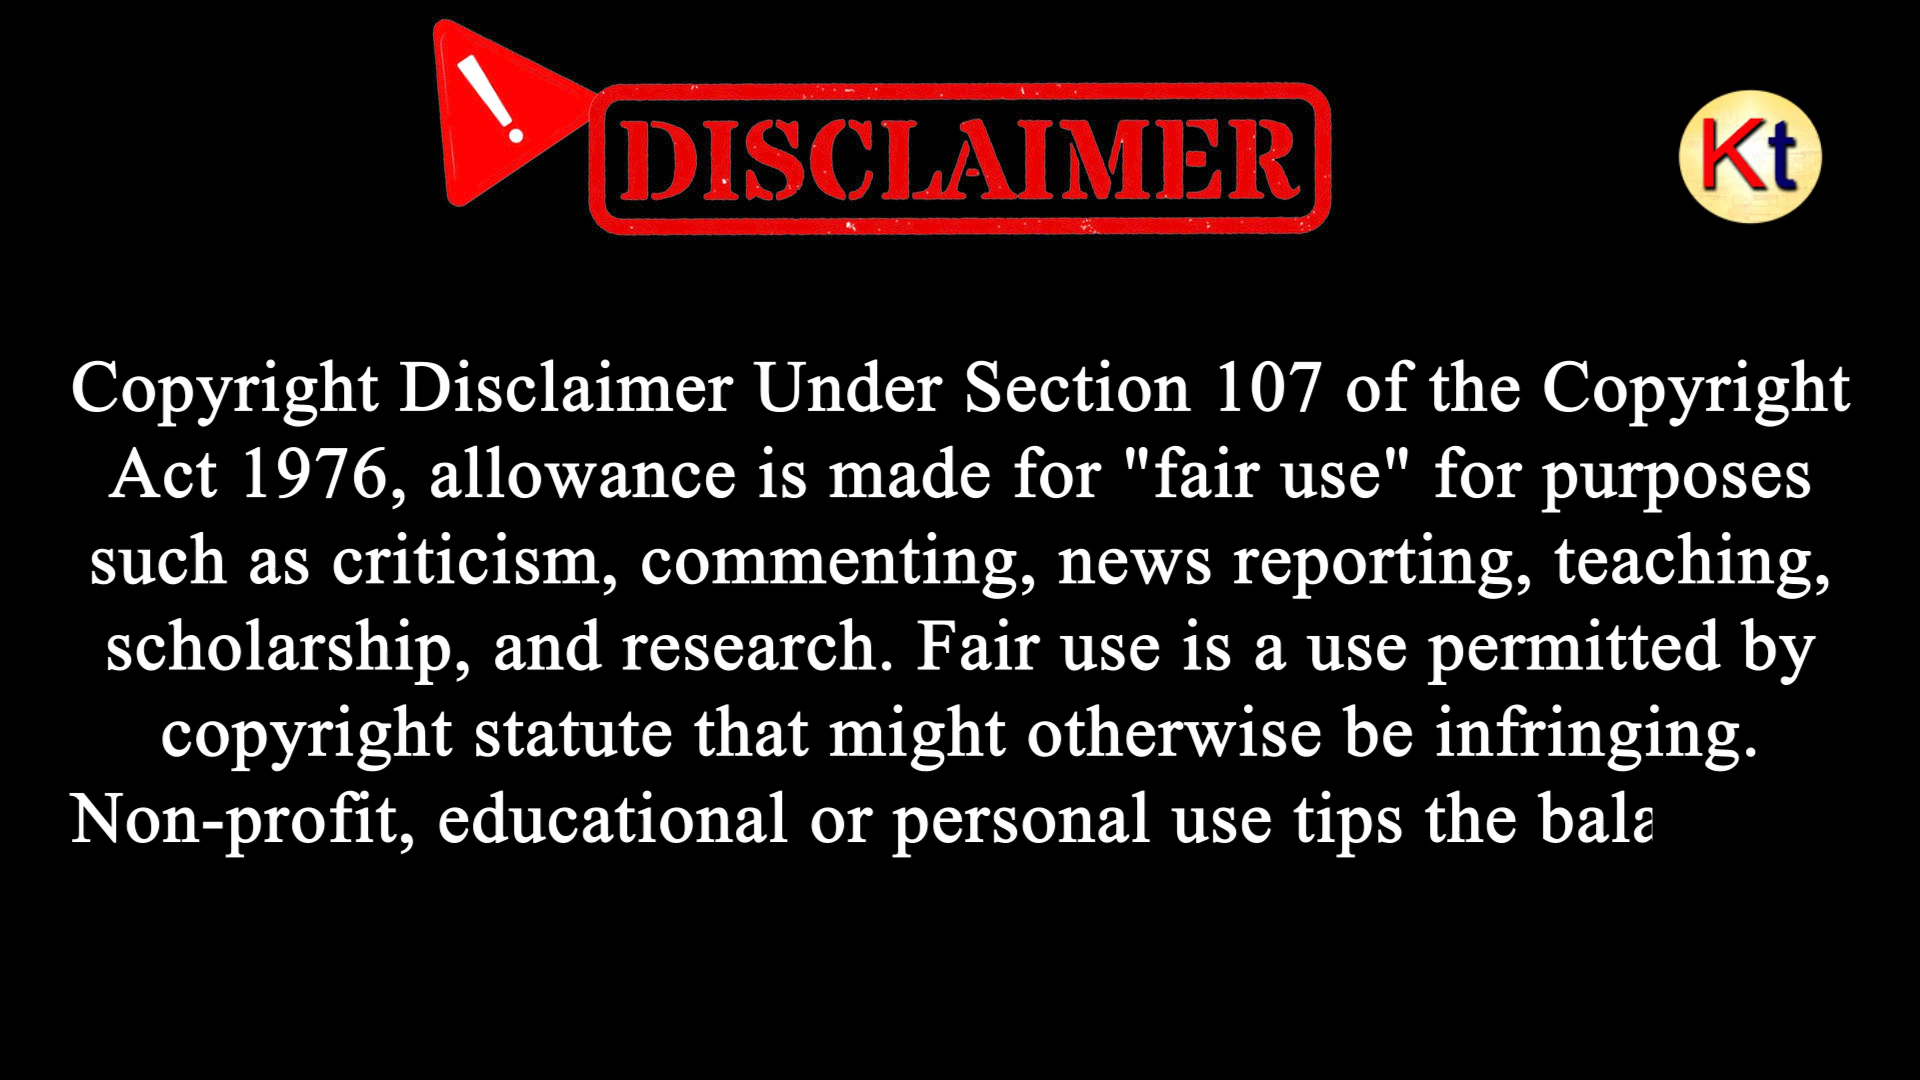 !
DISCLAIMER
Kt
Copyright Disclaimer Under Section 107 of the Copyright
Act 1976, allowance is made for "fair use" for purposes
such as criticism, commenting, news reporting, teaching,
scholarship, and research. Fair use is a use permitted by
copyright statute that might otherwise be infringing.
Non-profit, educational or personal use tips the bala